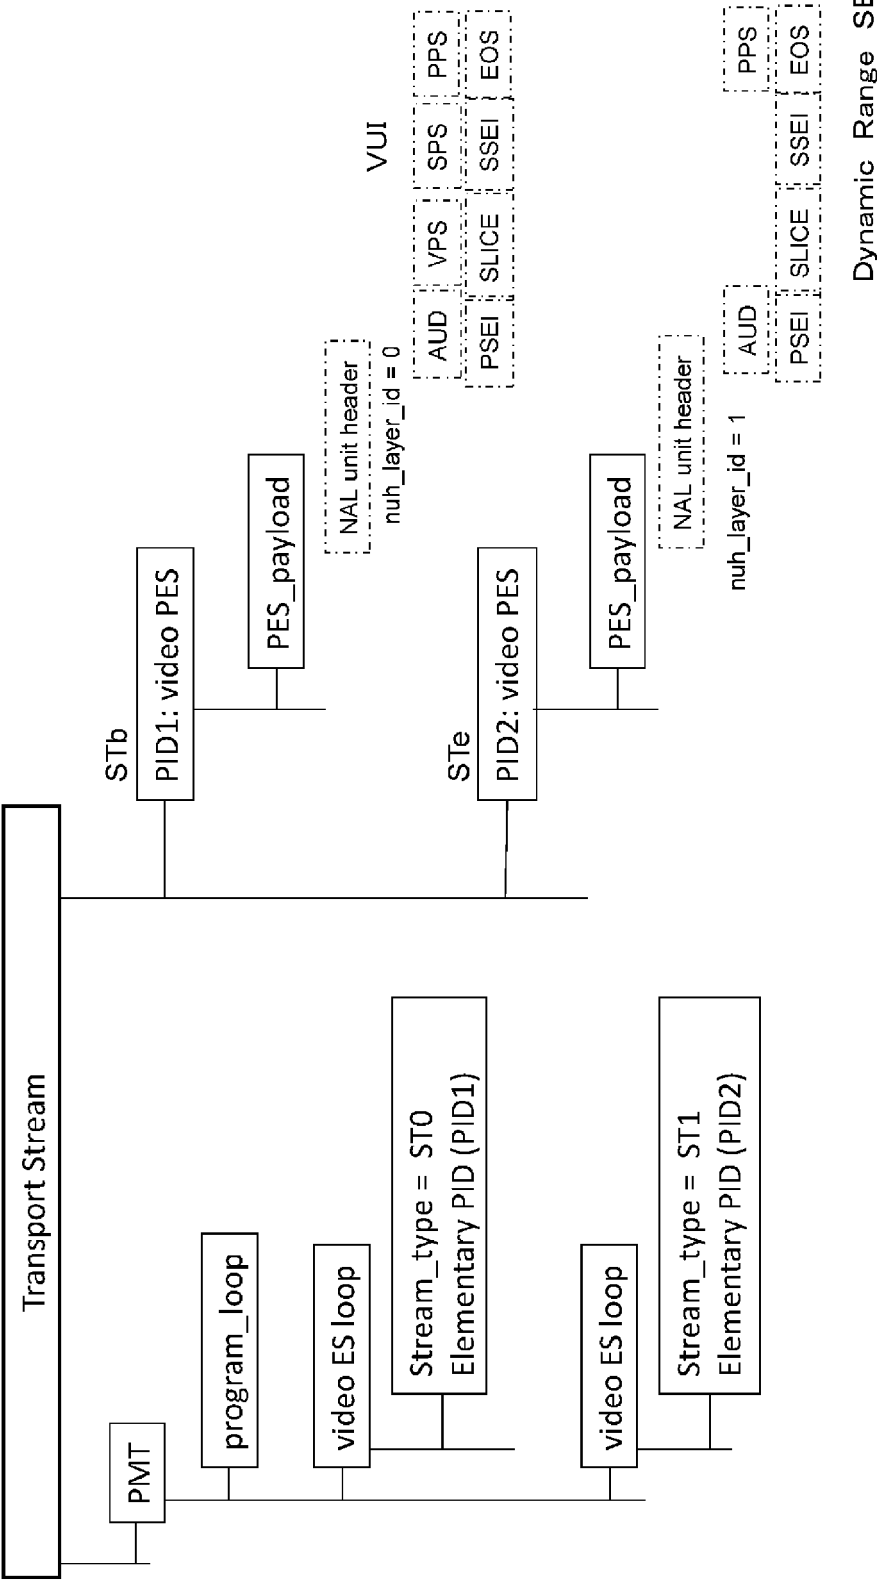 Transport Stream
PMT
program_loop
video ES loop
Stream_type = ST0
Elementary PID (PID1)
video ES loop
Stream_type = ST1
Elementary PID (PID2)
STb
PID1: video PES
PES_payload
NAL unit header
nuh_layer_id = 0
VUI
AUD VPS SPS PPS
PSEI SLICE SSEI EOS
STe
PID2: video PES
PES_payload
NAL unit header
nuh_layer_id = 1
AUD PPS
PSEI SLICE SSEI EOS
Dynamic Range